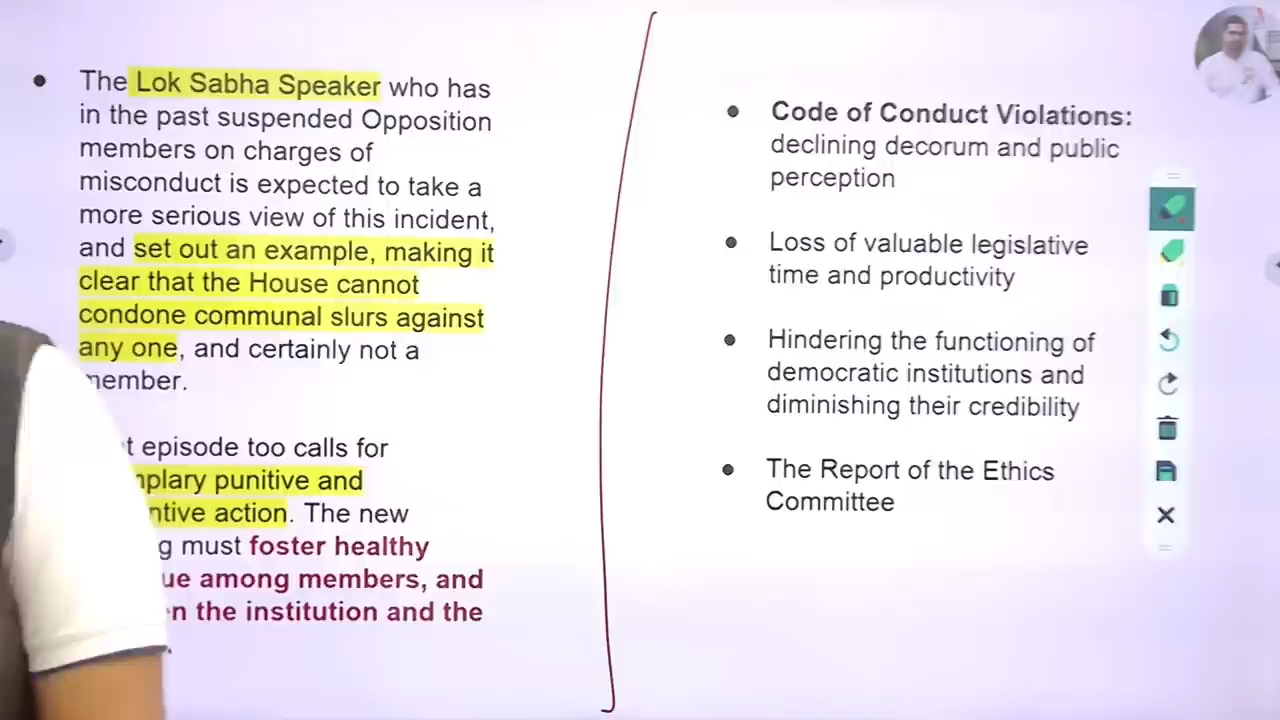 The Lok Sabha Speaker who has
in the past suspended Opposition
members on charges of
misconduct is expected to take a
more serious view of this incident,
and set out an example, making it
clear that the House cannot
condone communal slurs against
any one, and certainly not a
member.
episode too calls for
punitive and
action. The new
must foster healthy
among members, and
the institution and the
Code of Conduct Violations:
declining decorum and public
perception
Loss of valuable legislative
time and productivity
Hindering the functioning of
democratic institutions and
diminishing their credibility
The Report of the Ethics
Committee